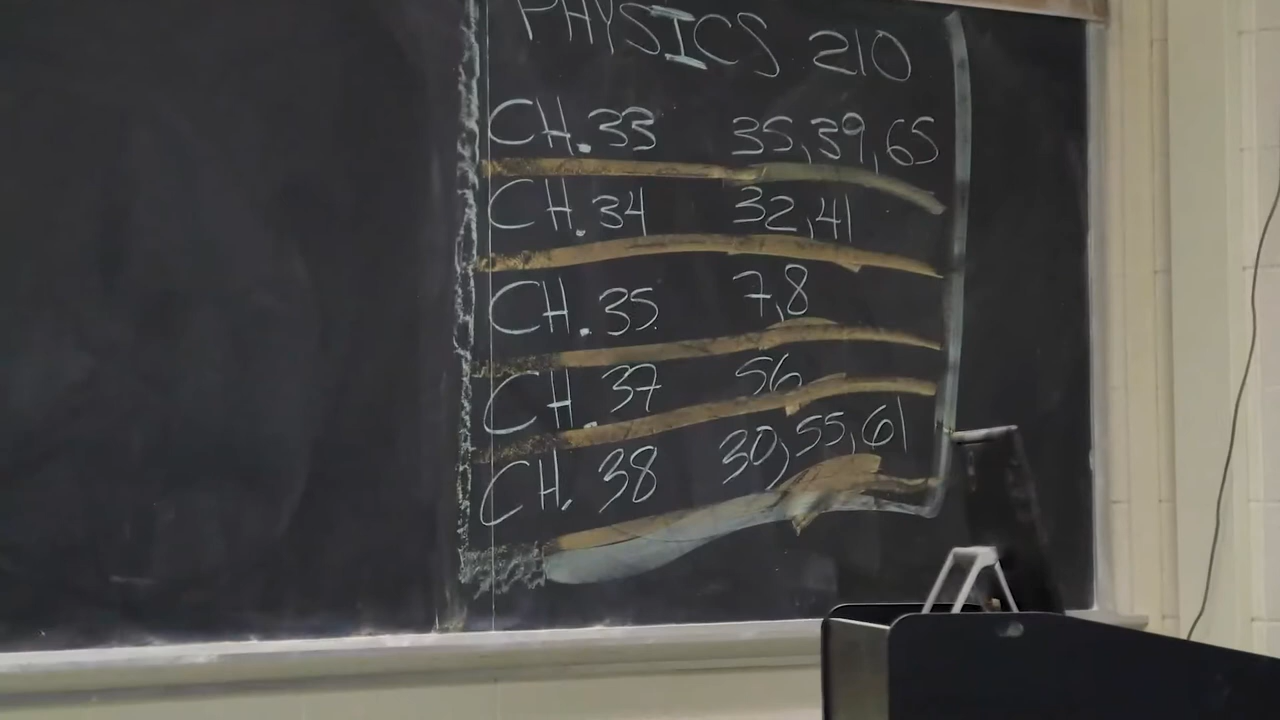 PHYSICS 210
CH. 33 35, 39, 65
CH. 34 32, 41
CH. 35 7, 8
CH. 37 56
CH. 38 30, 55, 61